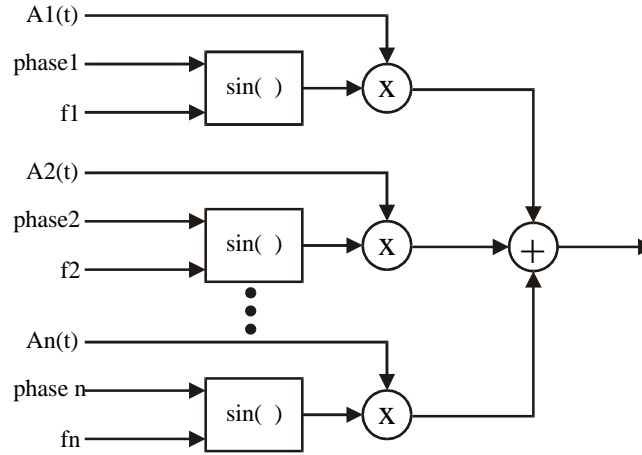 A1(t)
phase1
sin( )
X
f1
A2(t)
phase2
sin( )
X
+
f2
An(t)
phase n
sin( )
X
fn